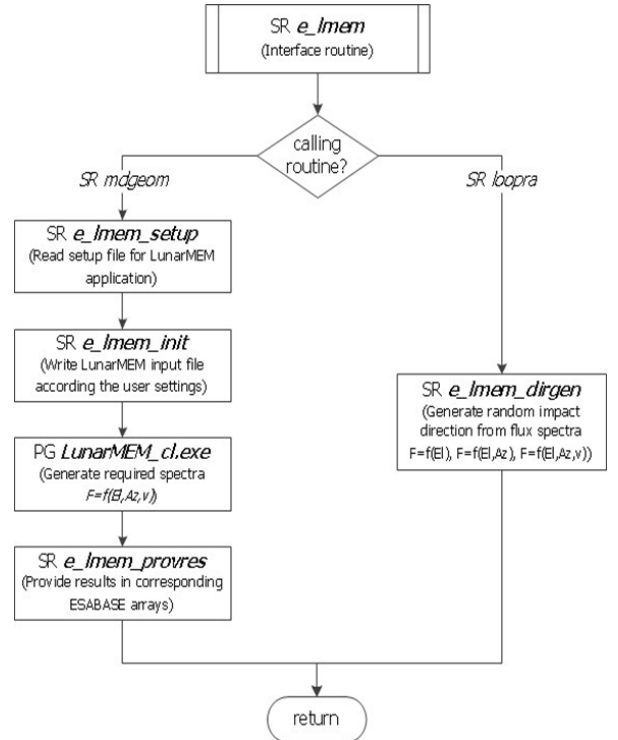 SR e_lmem
(Interface routine)
calling
routine?
SR mdgeom
SR loopra
SR e_lmem_setup
(Read setup file for LunarMEM
application)
SR e_lmem_init
(Write LunarMEM input file
according the user settings)
PG LunarMEM_cl.exe
(Generate required spectra
F=f(El,Az,v))
SR e_lmem_provres
(Provide results in corresponding
ESABASE arrays)
SR e_lmem_dirgen
(Generate random impact
direction from flux spectra
F=f(El), F=f(El,Az), F=f(El,Az,v))
return